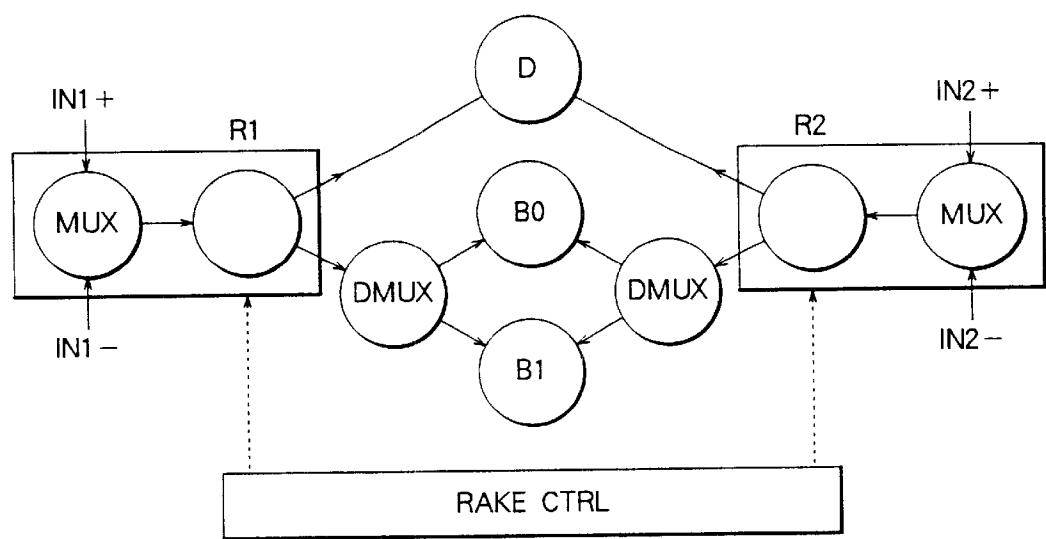 D
IN1+
IN2+
R1
R2
MUX
B0
MUX
DMUX
DMUX
IN1−
IN2−
B1
RAKE CTRL